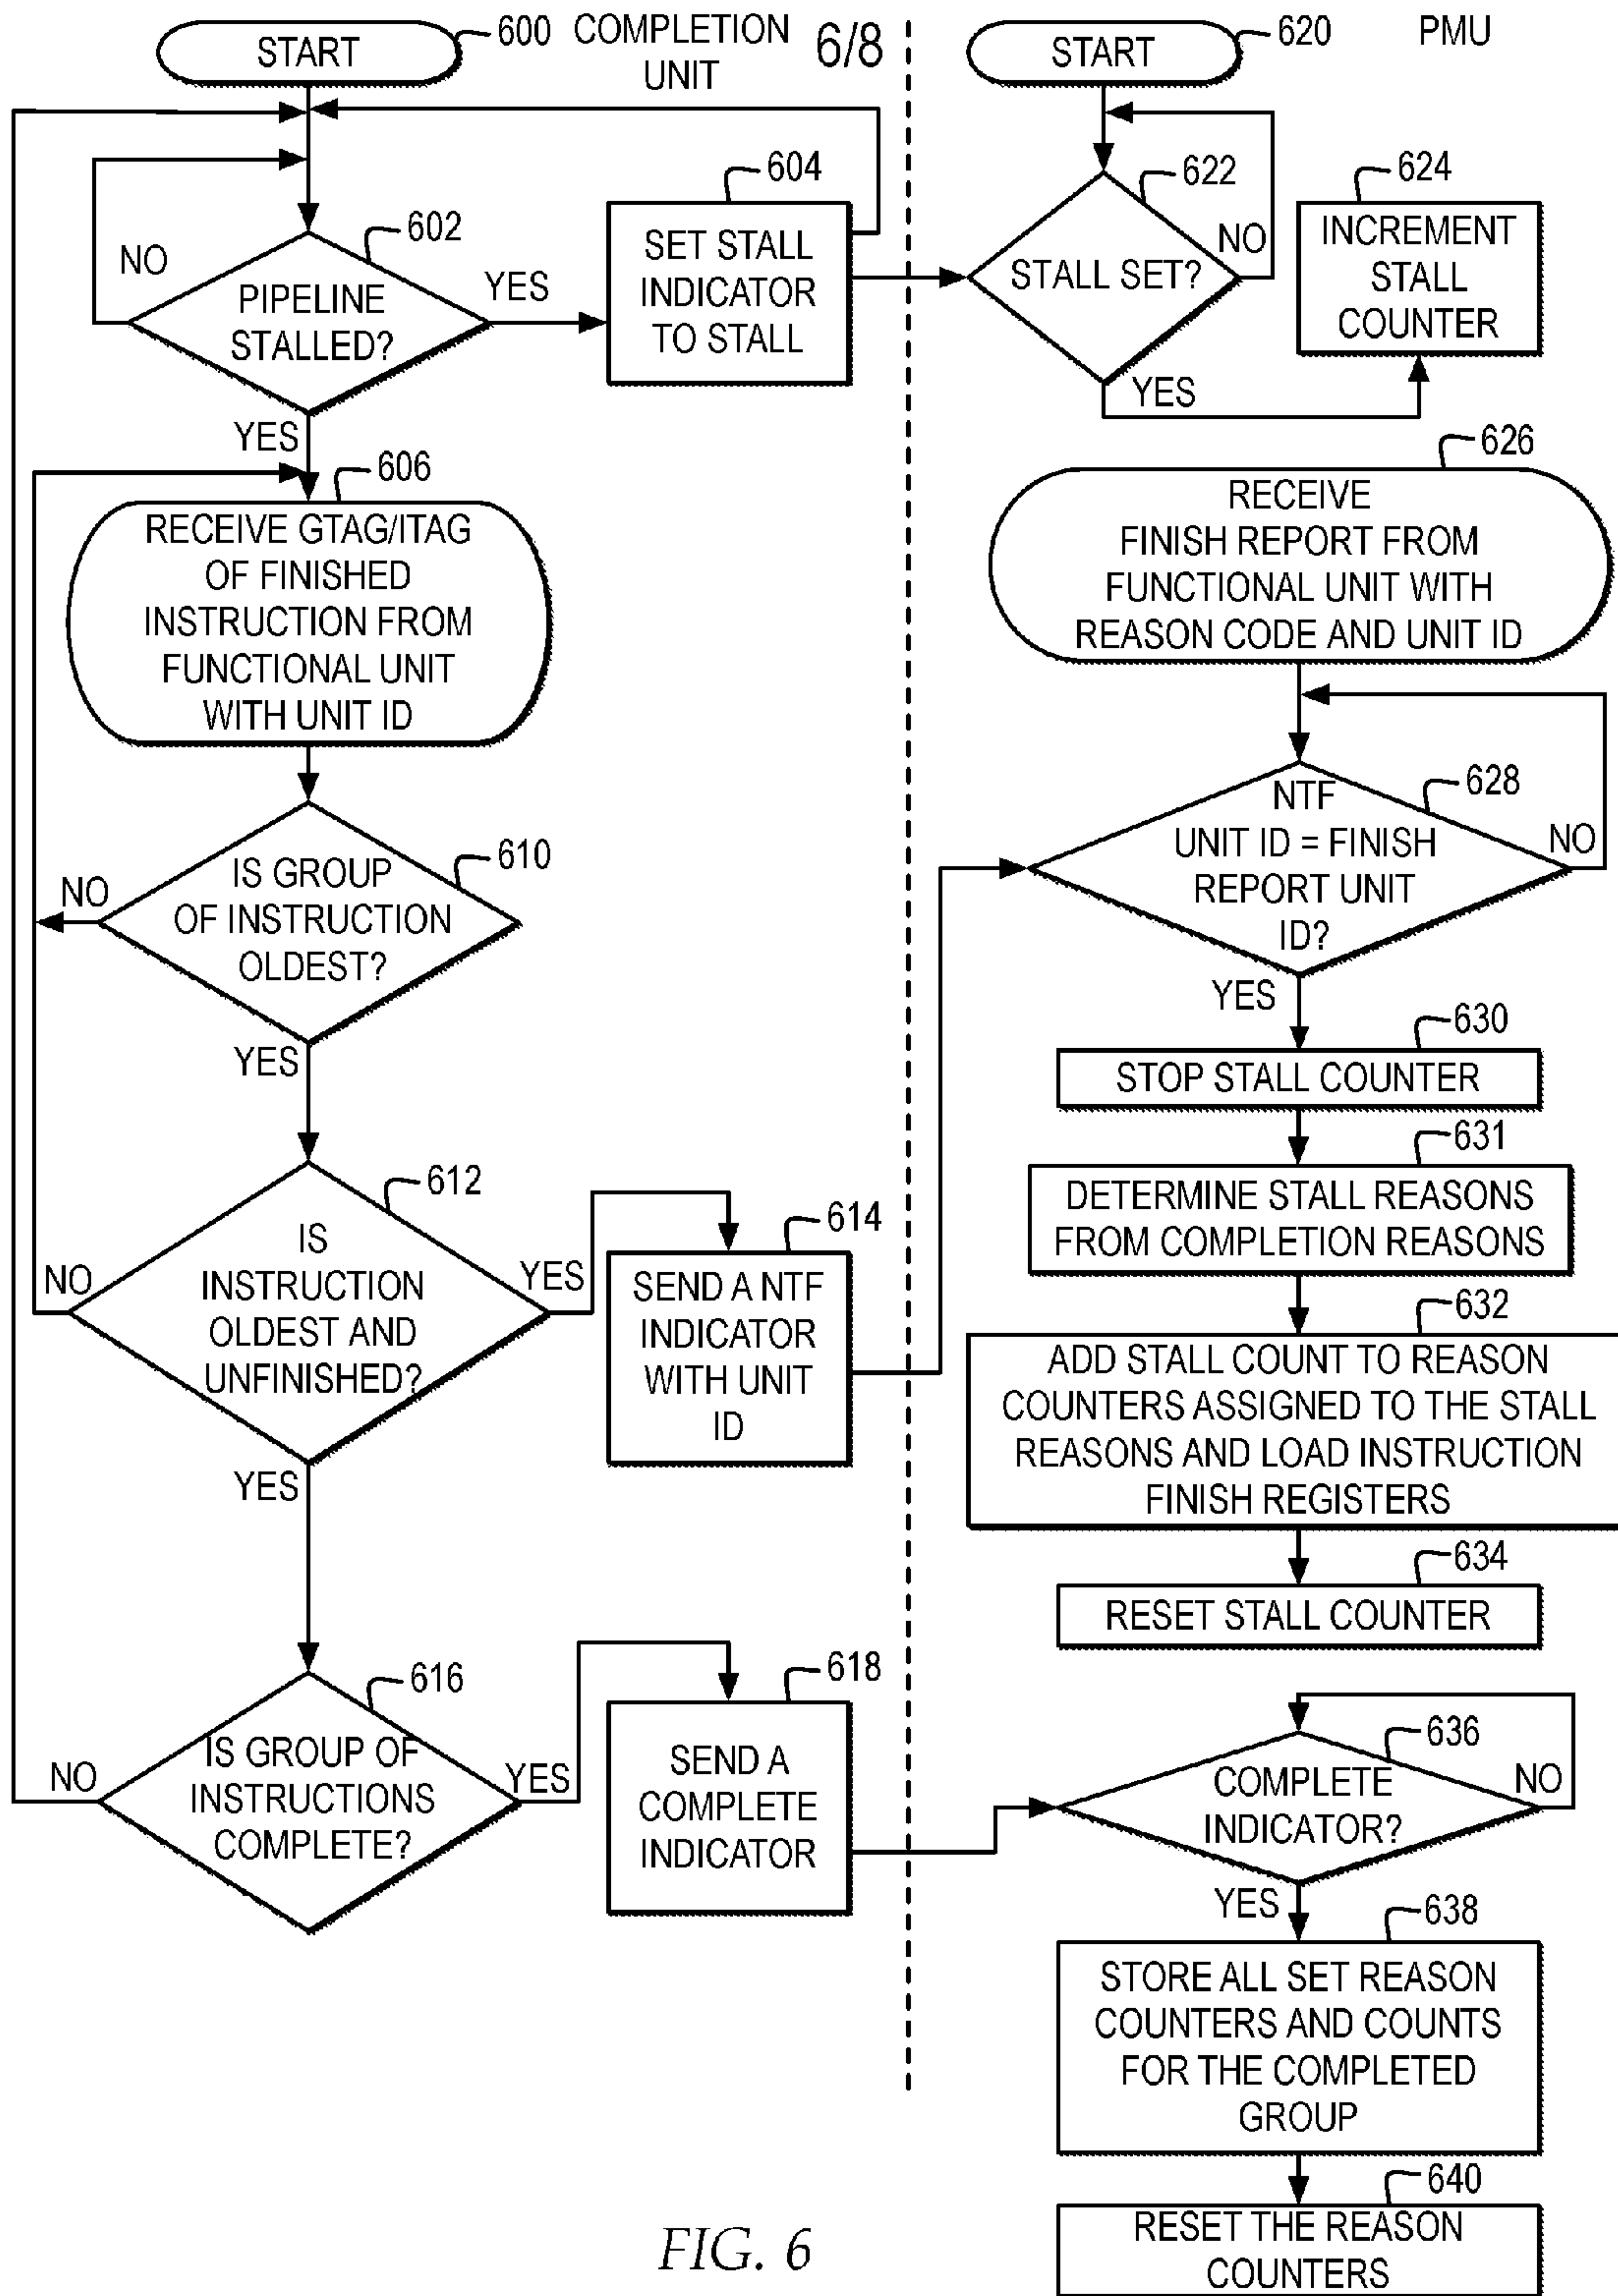 START
600
COMPLETION
UNIT
6/8
NO
602
PIPELINE
STALLED?
YES
604
SET STALL
INDICATOR
TO STALL
YES
606
RECEIVE GTAG/ITAG
OF FINISHED
INSTRUCTION FROM
FUNCTIONAL UNIT
WITH UNIT ID
NO
610
IS GROUP
OF INSTRUCTION
OLDEST?
YES
612
NO
IS
INSTRUCTION
OLDEST AND
UNFINISHED?
YES
614
SEND A NTF
INDICATOR
WITH UNIT
ID
YES
616
NO
IS GROUP OF
INSTRUCTIONS
COMPLETE?
YES
618
SEND A
COMPLETE
INDICATOR
START
620
PMU
622
STALL SET?
NO
YES
624
INCREMENT
STALL
COUNTER
626
RECEIVE
FINISH REPORT FROM
FUNCTIONAL UNIT WITH
REASON CODE AND UNIT ID
628
NTF
UNIT ID = FINISH
REPORT UNIT
ID?
NO
YES
630
STOP STALL COUNTER
631
DETERMINE STALL REASONS
FROM COMPLETION REASONS
632
ADD STALL COUNT TO REASON
COUNTERS ASSIGNED TO THE STALL
REASONS AND LOAD INSTRUCTION
FINISH REGISTERS
634
RESET STALL COUNTER
636
COMPLETE
INDICATOR?
NO
YES
638
STORE ALL SET REASON
COUNTERS AND COUNTS
FOR THE COMPLETED
GROUP
640
RESET THE REASON
COUNTERS
FIG. 6